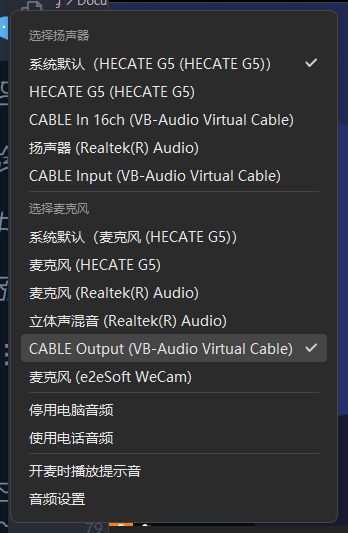 选择扬声器
系统默认（HECATE G5 (HECATE G5)）
HECATE G5 (HECATE G5)
CABLE In 16ch (VB-Audio Virtual Cable)
扬声器 (Realtek(R) Audio)
CABLE Input (VB-Audio Virtual Cable)
选择麦克风
系统默认（麦克风 (HECATE G5)）
麦克风 (HECATE G5)
麦克风 (Realtek(R) Audio)
立体声混音 (Realtek(R) Audio)
CABLE Output (VB-Audio Virtual Cable)
麦克风 (e2eSoft WeCam)
停用电脑音频
使用电话音频
开麦时播放提示音
音频设置
79